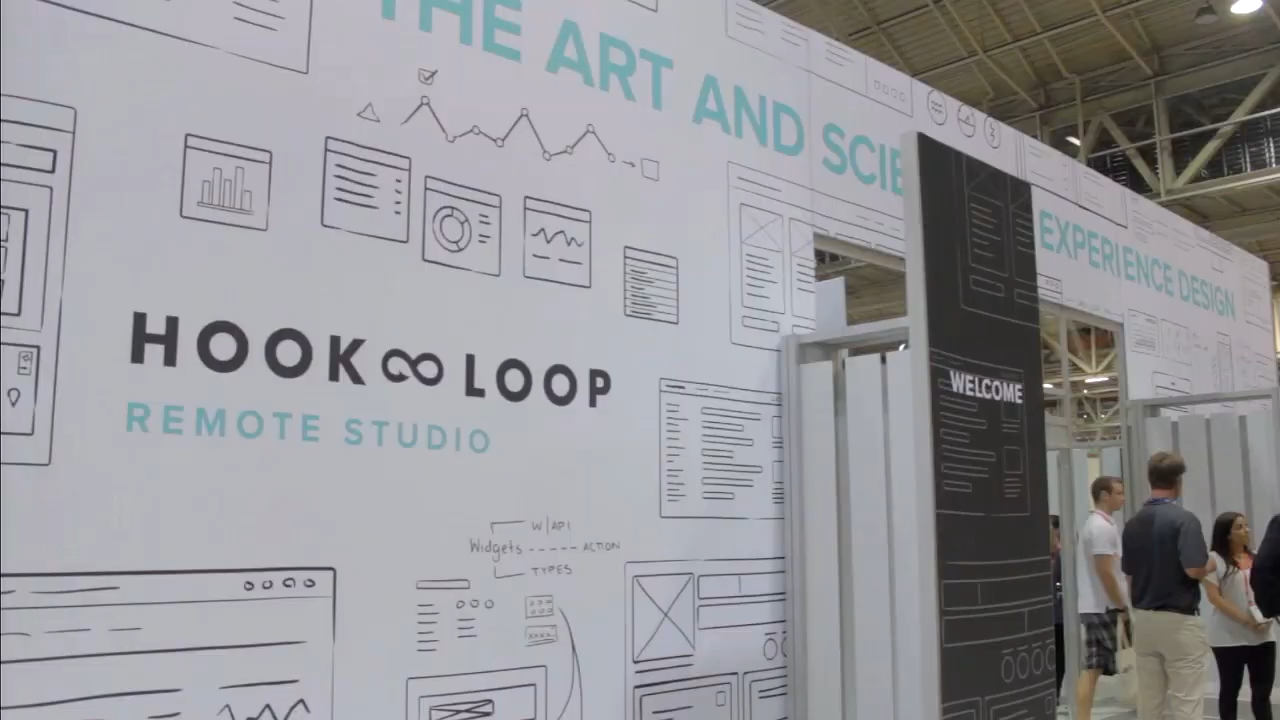 THE ART AND SCIE
EXPERIENCE DESIGN
HOOK∞LOOP
REMOTE STUDIO
WELCOME
W/API
Widgets ----- ACTION
TYPES